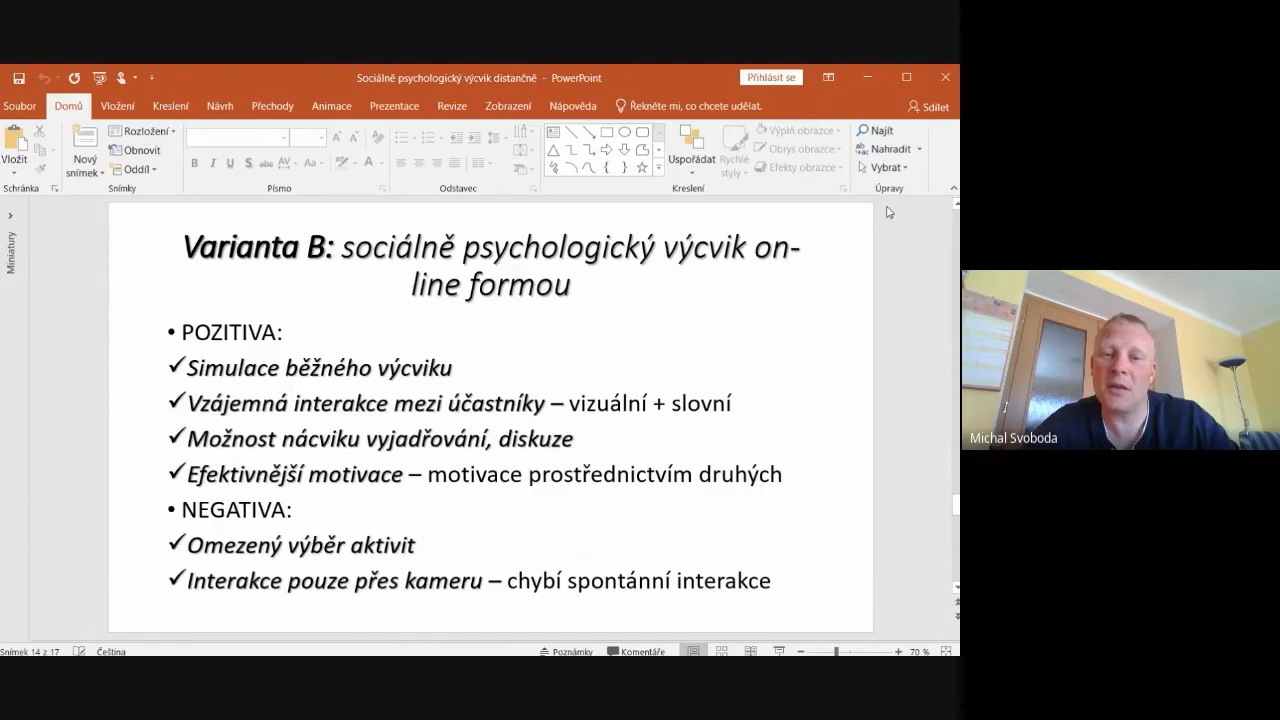 Sociálně psychologický výcvik distančně - PowerPoint
Přihlásit se
Soubor Domů Vložení Kreslení Návrh Přechody Animace Prezentace Revize Zobrazení Nápověda Řekněte mi, co chcete udělat. Sdílet
Vložit
Schránka
Nový snímek
Rozložení
Obnovit
Oddíl
Snímky
Písmo
Odstavec
Uspořádat
Rychlé styly
Výplň obrazce
Obrys obrazce
Efekty obrazce
Kreslení
Najít
Nahradit
Vybrat
Úpravy
Miniatury
Varianta B: sociálně psychologický výcvik on-
line formou
• POZITIVA:
✓Simulace běžného výcviku
✓Vzájemná interakce mezi účastníky – vizuální + slovní
✓Možnost nácviku vyjadřování, diskuze
✓Efektivnější motivace – motivace prostřednictvím druhých
• NEGATIVA:
✓Omezený výběr aktivit
✓Interakce pouze přes kameru – chybí spontánní interakce
Michal Svoboda
Snímek 14 z 17 Čeština Poznámky Komentáře 70 %